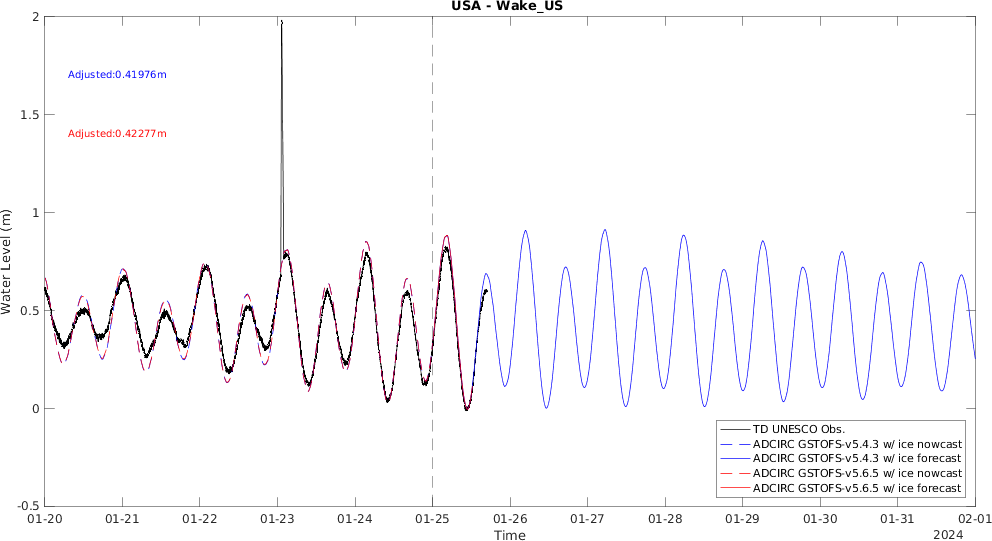 USA - Wake_US
2
1.5
1
0.5
0
-0.5
Water Level (m)
Adjusted:0.41976m
Adjusted:0.42277m
TD UNESCO Obs.
ADCIRC GSTOFS-v5.4.3 w/ ice nowcast
ADCIRC GSTOFS-v5.4.3 w/ ice forecast
ADCIRC GSTOFS-v5.6.5 w/ ice nowcast
ADCIRC GSTOFS-v5.6.5 w/ ice forecast
01-20 01-21 01-22 01-23 01-24 01-25 01-26 01-27 01-28 01-29 01-30 01-31 02-01
Time
2024